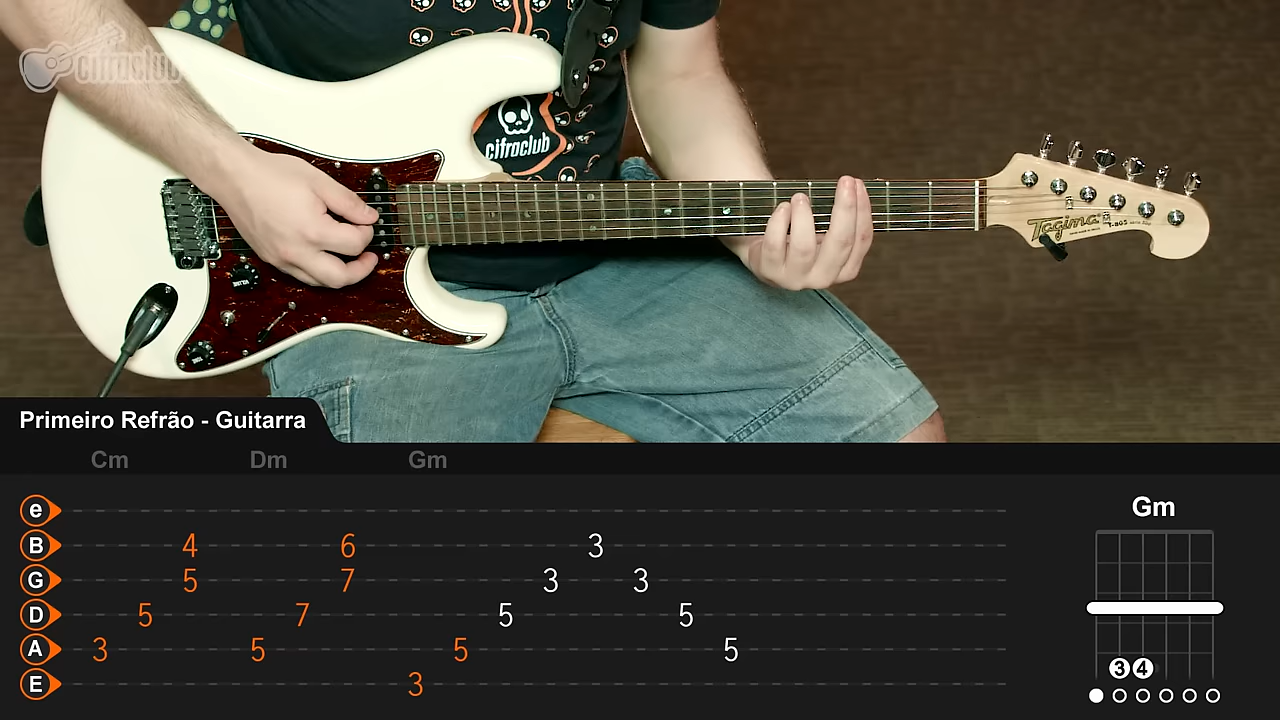 cifraclub
cifraclub
Tagima
T-805
Primeiro Refrão - Guitarra
Cm Dm Gm
e
B 4 6 3
G 5 7 3 3
D 5 7 5 5
A 3 5 5 5
E 3
Gm
3 4